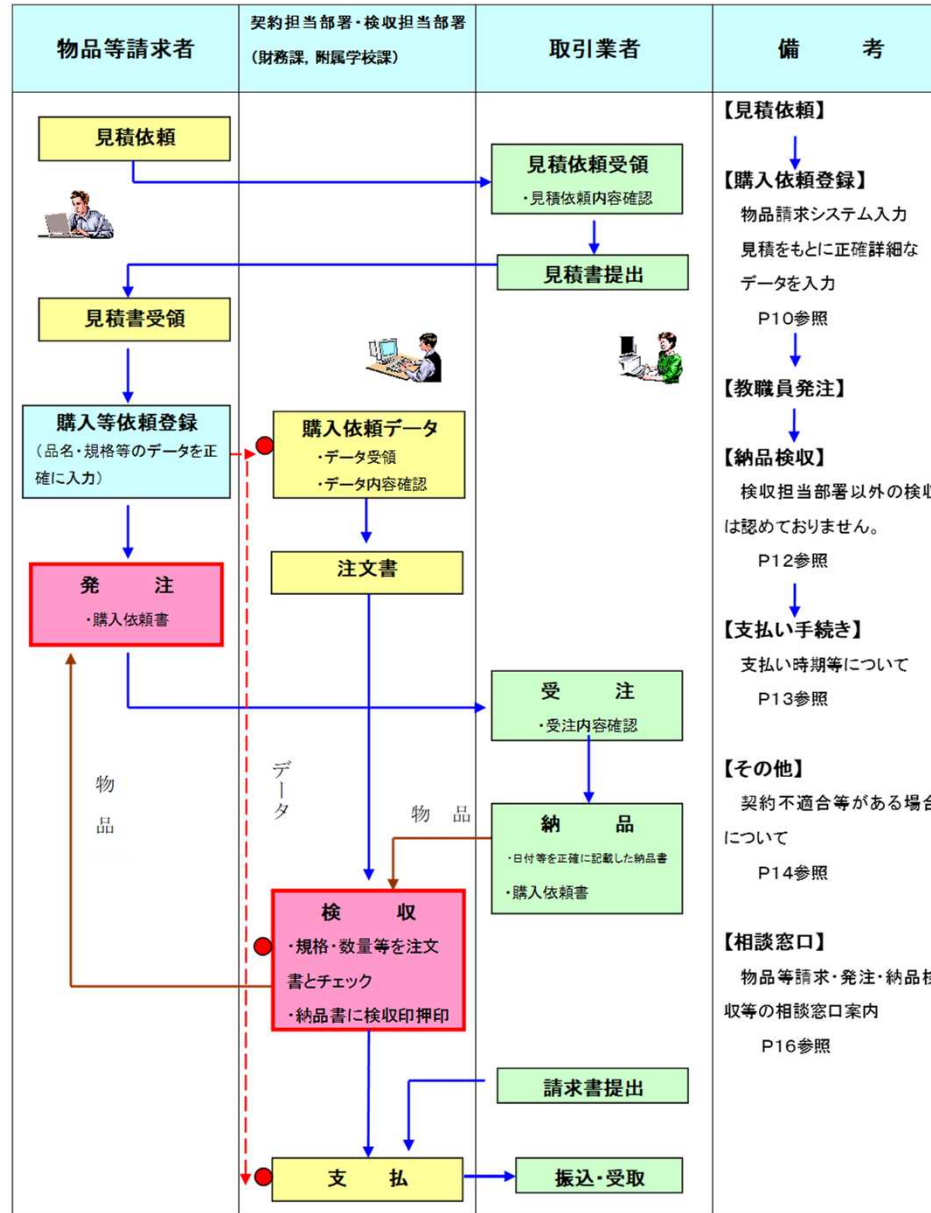 物品等請求者
契約担当部署・検収担当部署
(財務課, 附属学校課)
取引業者
備　　考
見積依頼
見積依頼受領
・見積依頼内容確認
見積書提出
見積書受領
購入等依頼登録
(品名・規格等のデータを正
確に入力)
購入依頼データ
・データ受領
・データ内容確認
注文書
発　　注
・購入依頼書
受　　注
・受注内容確認
物
品
データ
物　品
納　　品
・日付等を正確に記載した納品書
・購入依頼書
検　　収
・規格・数量等を注文
書とチェック
・納品書に検収印押印
請求書提出
支　　払
振込・受取
【見積依頼】
【購入依頼登録】
物品請求システム入力
見積をもとに正確詳細な
データを入力
P10参照
【教職員発注】
【納品検収】
検収担当部署以外の検収
は認めておりません。
P12参照
【支払い手続き】
支払い時期等について
P13参照
【その他】
契約不適合等がある場合
について
P14参照
【相談窓口】
物品等請求・発注・納品検
収等の相談窓口案内
P16参照